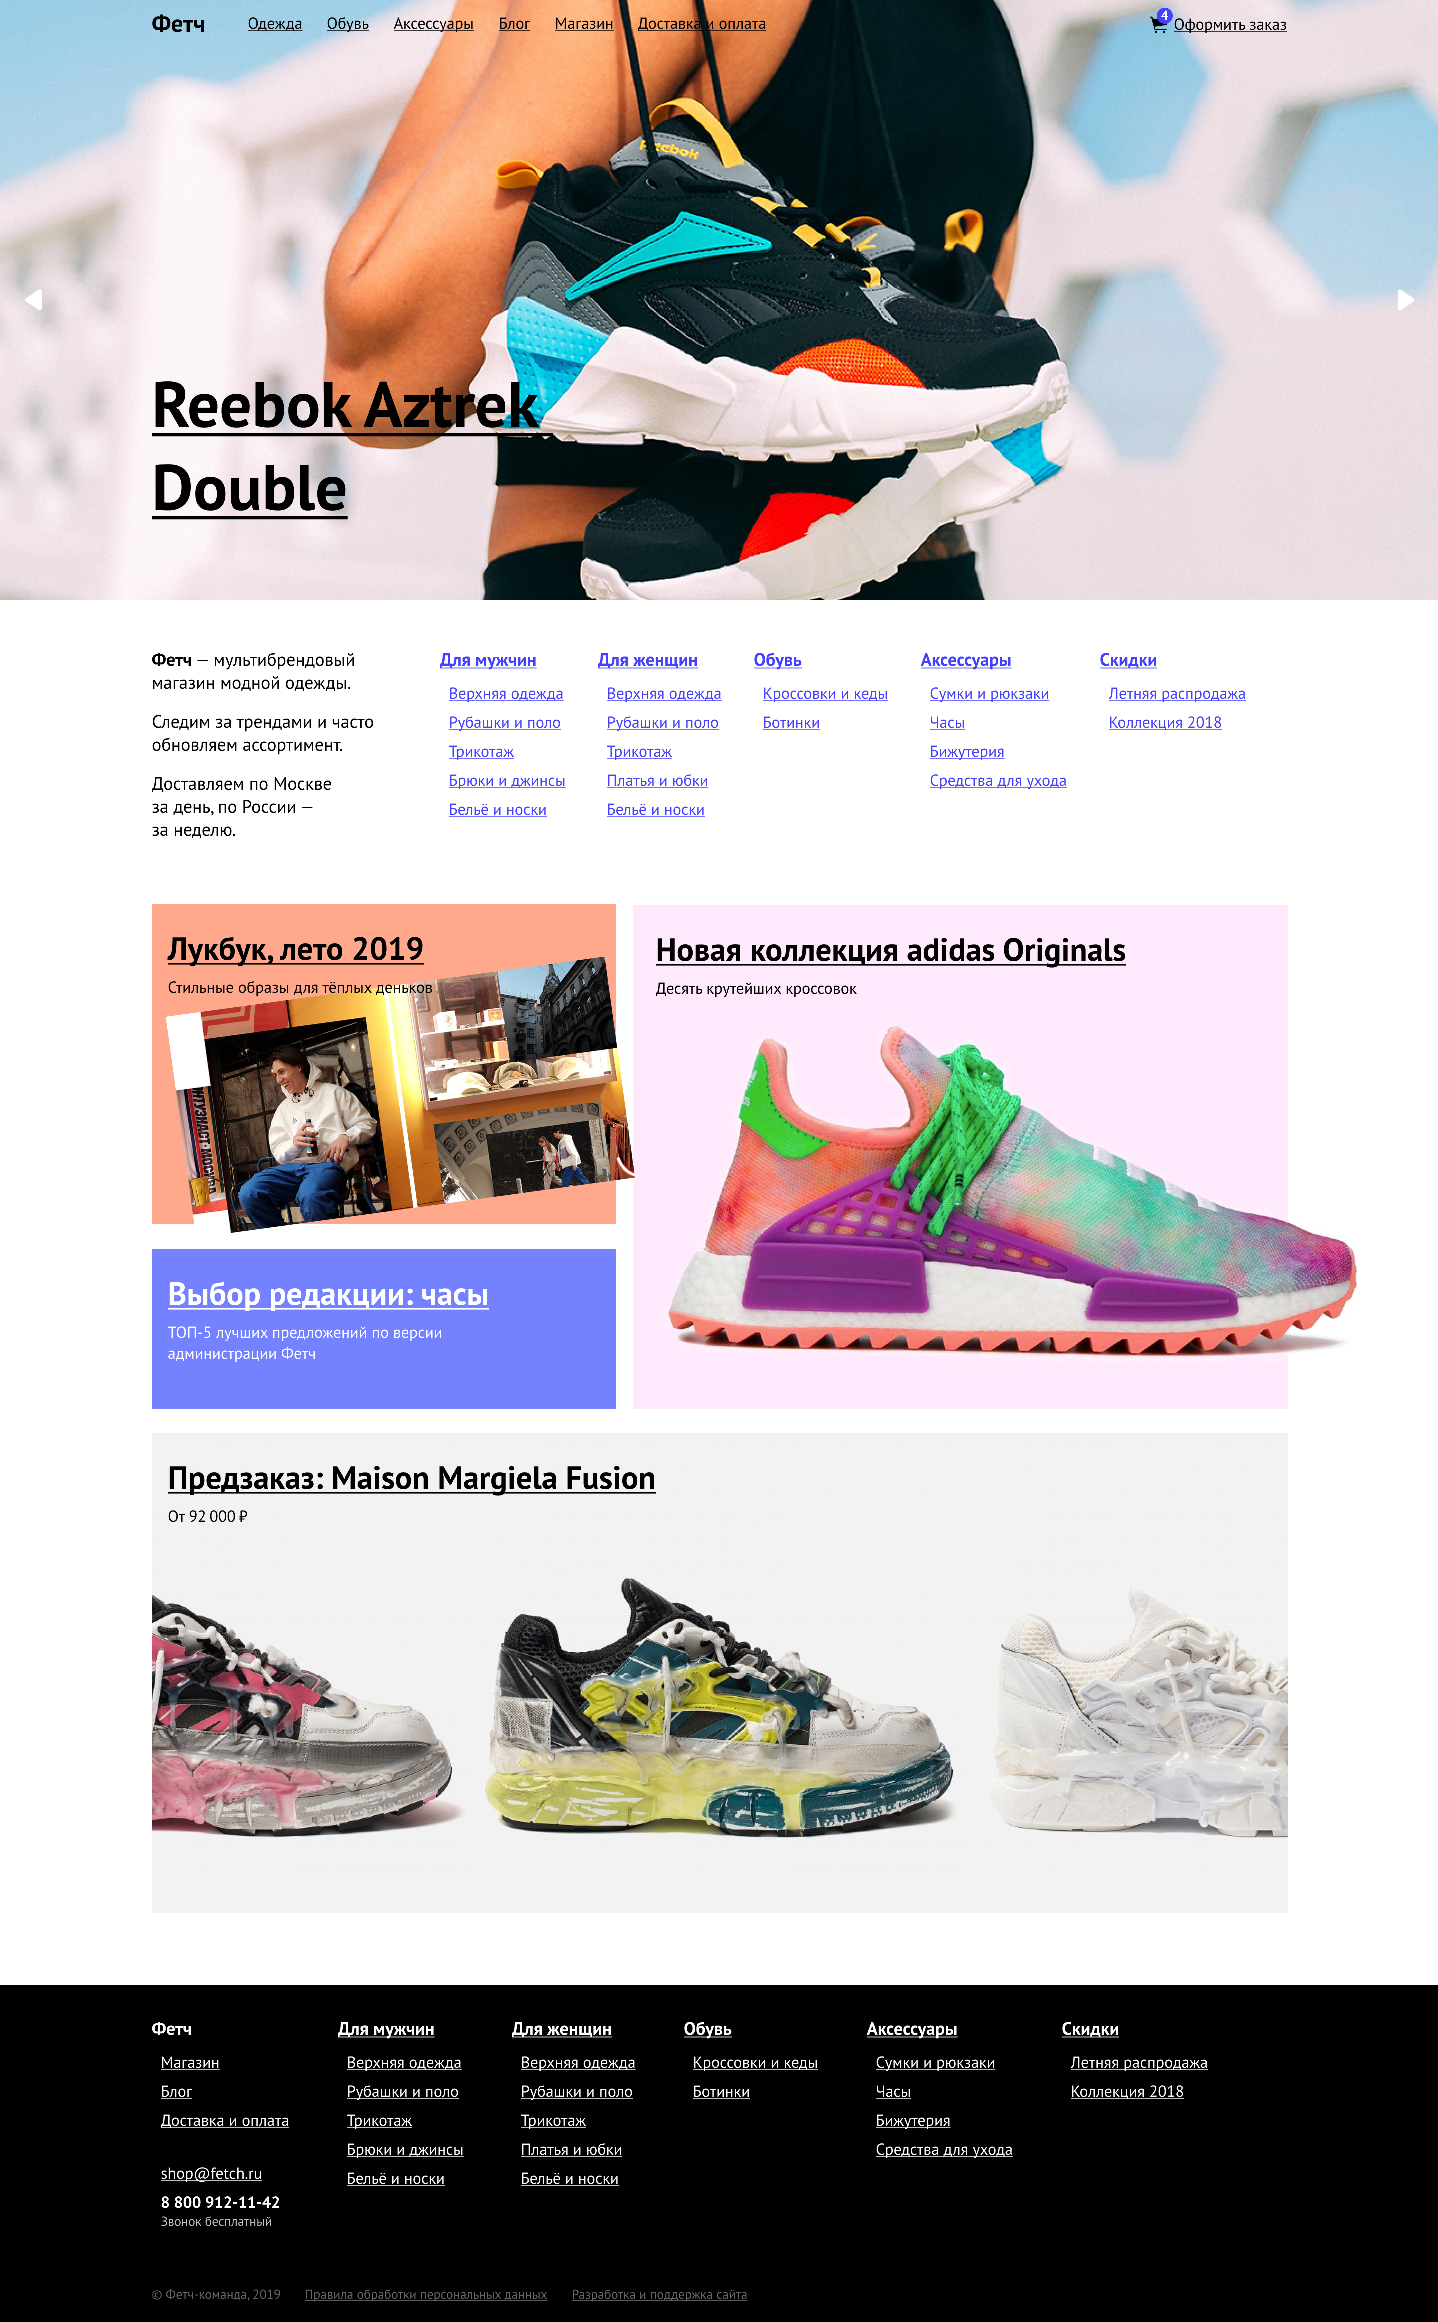 Фетч
Одежда
Обувь
Аксессуары
Блог
Магазин
Доставка и оплата
4
Оформить заказ
Reebok
Reebok Aztrek
Double
Фетч — мультибрендовый
магазин модной одежды.
Следим за трендами и часто
обновляем ассортимент.
Доставляем по Москве
за день, по России —
за неделю.
Для мужчин
Верхняя одежда
Рубашки и поло
Трикотаж
Брюки и джинсы
Бельё и носки
Для женщин
Верхняя одежда
Рубашки и поло
Трикотаж
Платья и юбки
Бельё и носки
Обувь
Кроссовки и кеды
Ботинки
Аксессуары
Сумки и рюкзаки
Часы
Бижутерия
Средства для ухода
Скидки
Летняя распродажа
Коллекция 2018
Лукбук, лето 2019
Стильные образы для тёплых деньков
Новая коллекция adidas Originals
Десять крутейших кроссовок
Выбор редакции: часы
ТОП-5 лучших предложений по версии
администрации Фетч
Предзаказ: Maison Margiela Fusion
От 92 000 ₽
Фетч
Магазин
Блог
Доставка и оплата
shop@fetch.ru
8 800 912-11-42
Звонок бесплатный
Для мужчин
Верхняя одежда
Рубашки и поло
Трикотаж
Брюки и джинсы
Бельё и носки
Для женщин
Верхняя одежда
Рубашки и поло
Трикотаж
Платья и юбки
Бельё и носки
Обувь
Кроссовки и кеды
Ботинки
Аксессуары
Сумки и рюкзаки
Часы
Бижутерия
Средства для ухода
Скидки
Летняя распродажа
Коллекция 2018
© Фетч-команда, 2019
Правила обработки персональных данных
Разработка и поддержка сайта